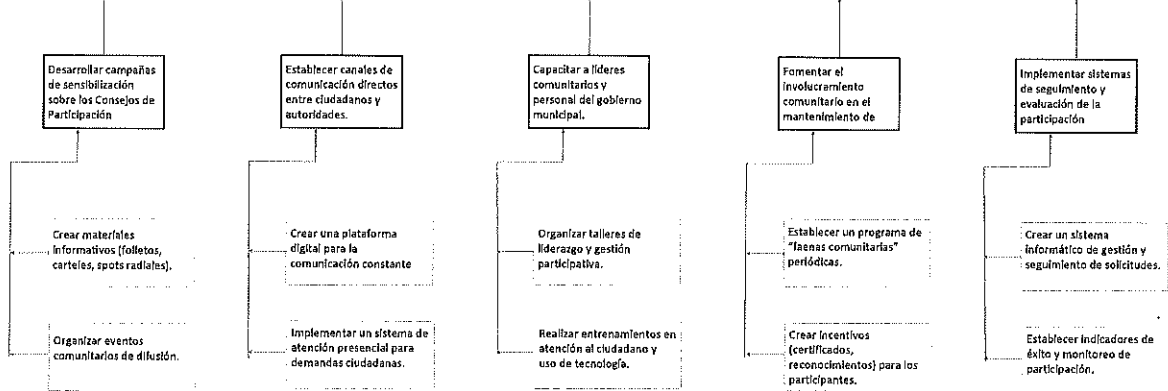 Desarrollar campañas
de sensibilización
sobre los Consejos de
Participación
Establecer canales de
comunicación directos
entre ciudadanos y
autoridades.
Capacitar a líderes
comunitarios y
personal del gobierno
municipal.
Fomentar el
involucramiento
comunitario en el
mantenimiento de
Implementar sistemas
de seguimiento y
evaluación de la
participación
Crear materiales
informativos (folletos,
carteles, spots radiales).
Crear una plataforma
digital para la
comunicación constante
Organizar talleres de
liderazgo y gestión
participativa.
Establecer un programa de
"faenas comunitarias"
periódicas.
Crear un sistema
informático de gestión y
seguimiento de solicitudes.
Organizar eventos
comunitarios de difusión.
Implementar un sistema de
atención presencial para
demandas ciudadanas.
Realizar entrenamientos en
atención al ciudadano y
uso de tecnología.
Crear incentivos
(certificados,
reconocimientos) para los
participantes.
Establecer indicadores de
éxito y monitoreo de
participación.